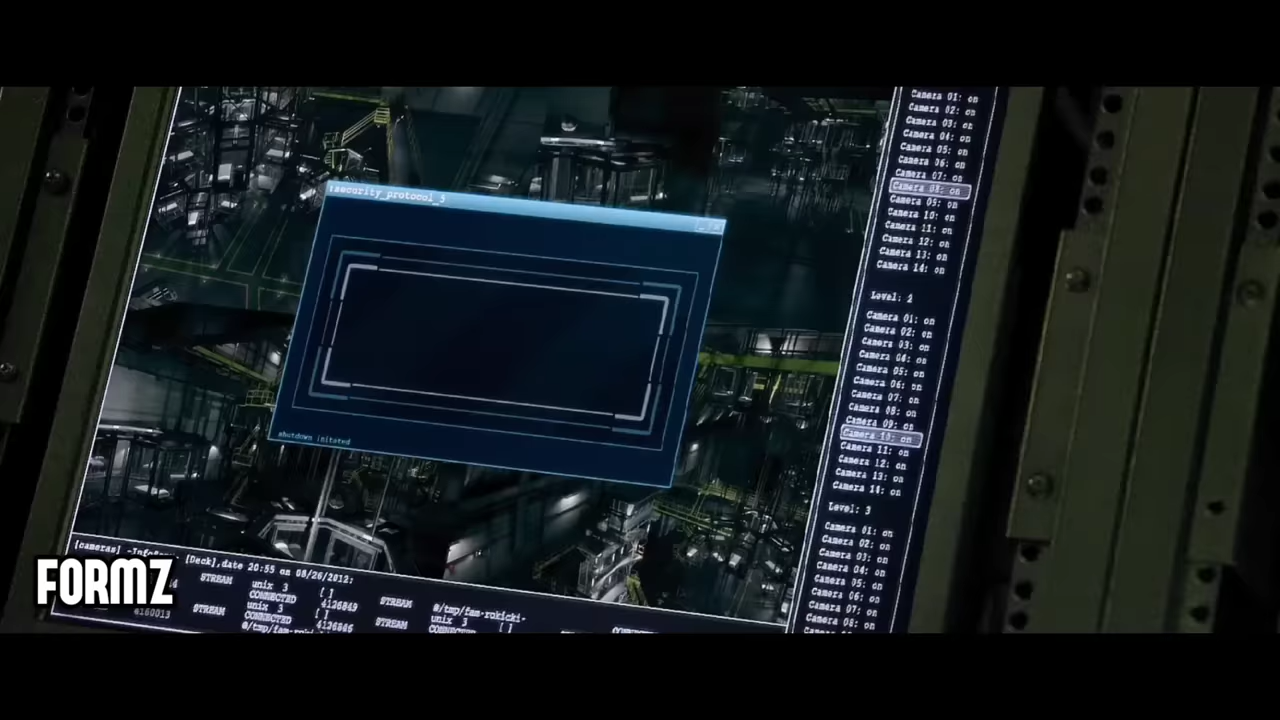 :security_protocol_5
shutdown initated
Camera 01: on
Camera 02: on
Camera 03: on
Camera 04: on
Camera 05: on
Camera 06: on
Camera 07: on
Camera 08: on
Camera 09: on
Camera 10: on
Camera 11: on
Camera 12: on
Camera 13: on
Camera 14: on
Level: 2
Camera 01: on
Camera 02: on
Camera 03: on
Camera 04: on
Camera 05: on
Camera 06: on
Camera 07: on
Camera 08: on
Camera 09: on
Camera 10: on
Camera 11: on
Camera 12: on
Camera 13: on
Camera 14: on
Level: 3
Camera 01: on
Camera 02: on
Camera 03: on
Camera 04: on
Camera 05: on
Camera 06: on
Camera 07: on
Camera 08: on
[cameras]
[Deck],date 20:55 on 08/26/2012:
STREAM unix 3 [ ]
CONNECTED 4126849 STREAM @/tmp/fam-rokicki-
4160013 STREAM unix 3 [ ]
CONNECTED 4126846 STREAM unix 3 [ ]
FORMZ